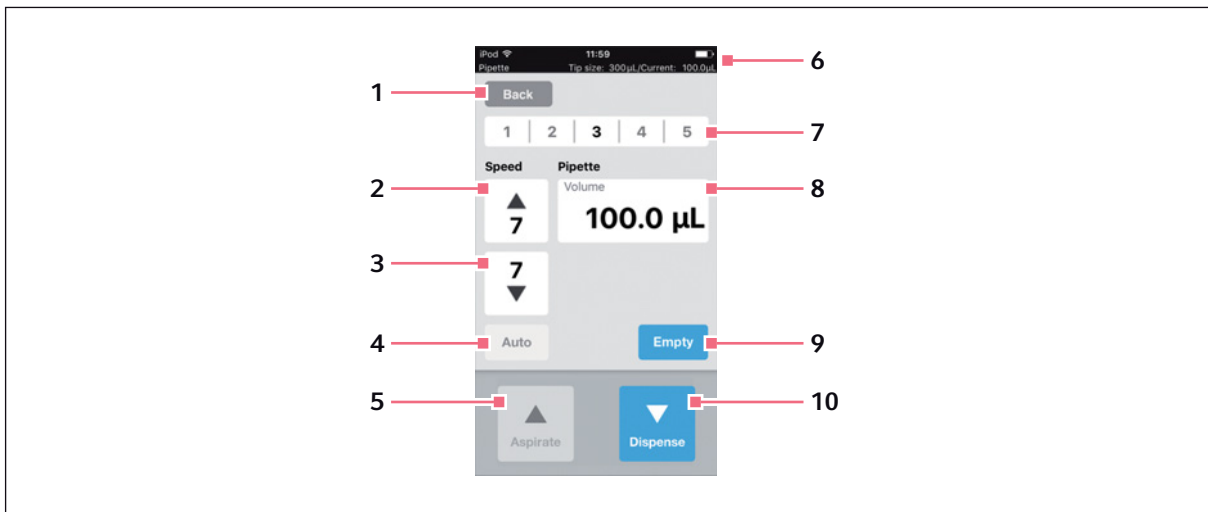 iPod 11:59
Pipette Tip size: 300µL/Current: 100.0µL
6
1 Back
1 2 3 4 5 7
Speed Pipette
2 7
Volume 8
100.0 µL
3 7
4 Auto Empty 9
5 Aspirate Dispense 10